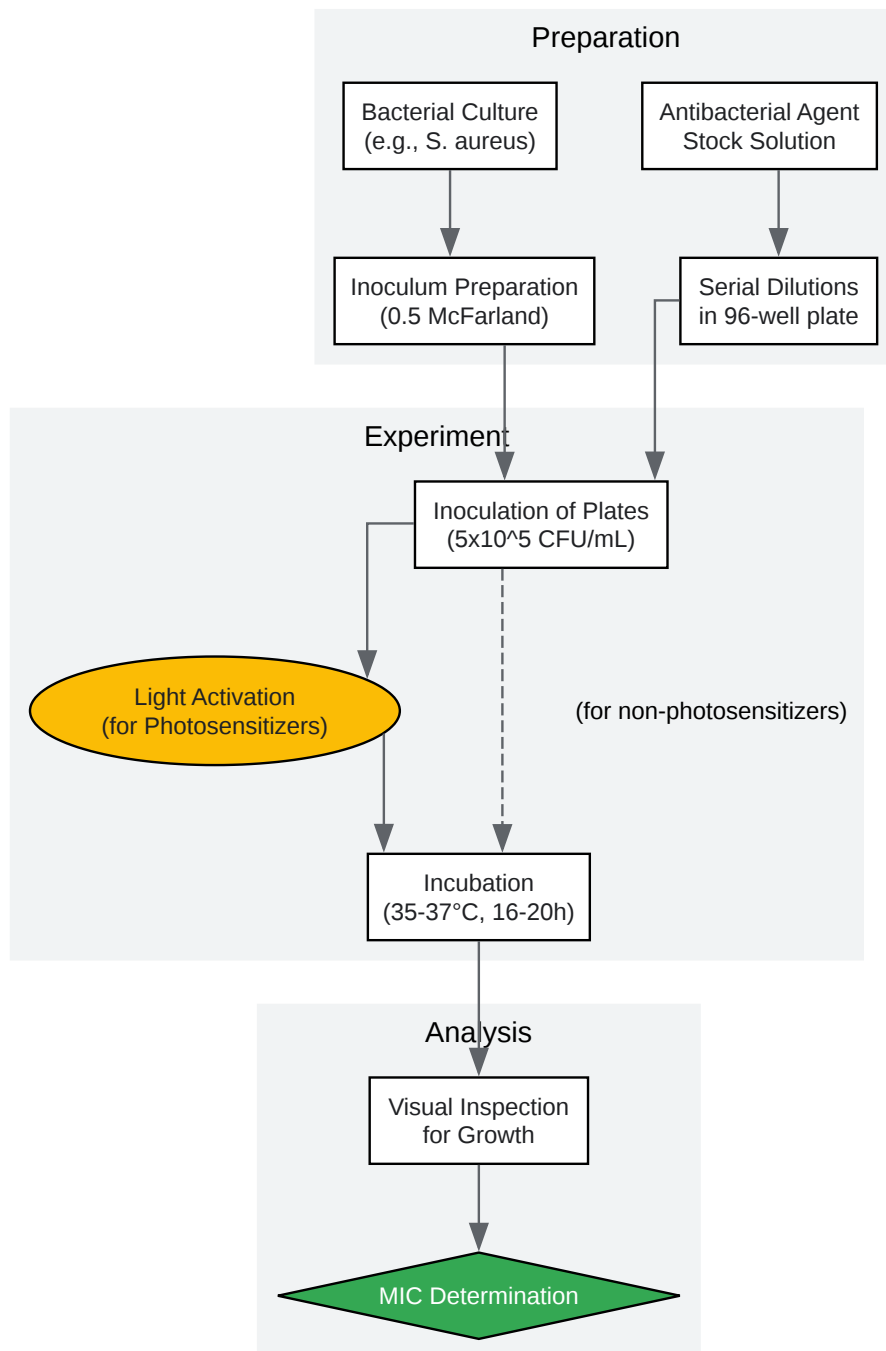 Preparation
Bacterial Culture
(e.g., S. aureus)
Antibacterial Agent
Stock Solution
Inoculum Preparation
(0.5 McFarland)
Serial Dilutions
in 96-well plate
Experiment
Inoculation of Plates
(5x10^5 CFU/mL)
Light Activation
(for Photosensitizers)
(for non-photosensitizers)
Incubation
(35-37°C, 16-20h)
Analysis
Visual Inspection
for Growth
MIC Determination